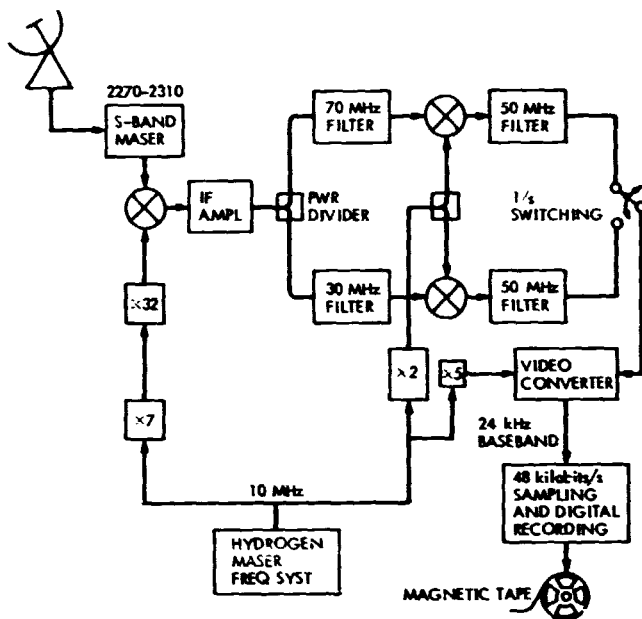 2270-2310
S-BAND
MASER
IF
AMPL
PWR
DIVIDER
70 MHz
FILTER
50 MHz
FILTER
1/s
SWITCHING
30 MHz
FILTER
50 MHz
FILTER
×32
×7
×2
×5
VIDEO
CONVERTER
24 kHz
BASEBAND
10 MHz
48 kilobits/s
SAMPLING
AND DIGITAL
RECORDING
HYDROGEN
MASER
FREQ SYST
MAGNETIC TAPE